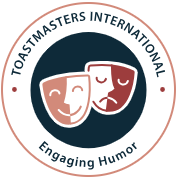 TOASTMASTERS INTERNATIONAL
Engaging Humor